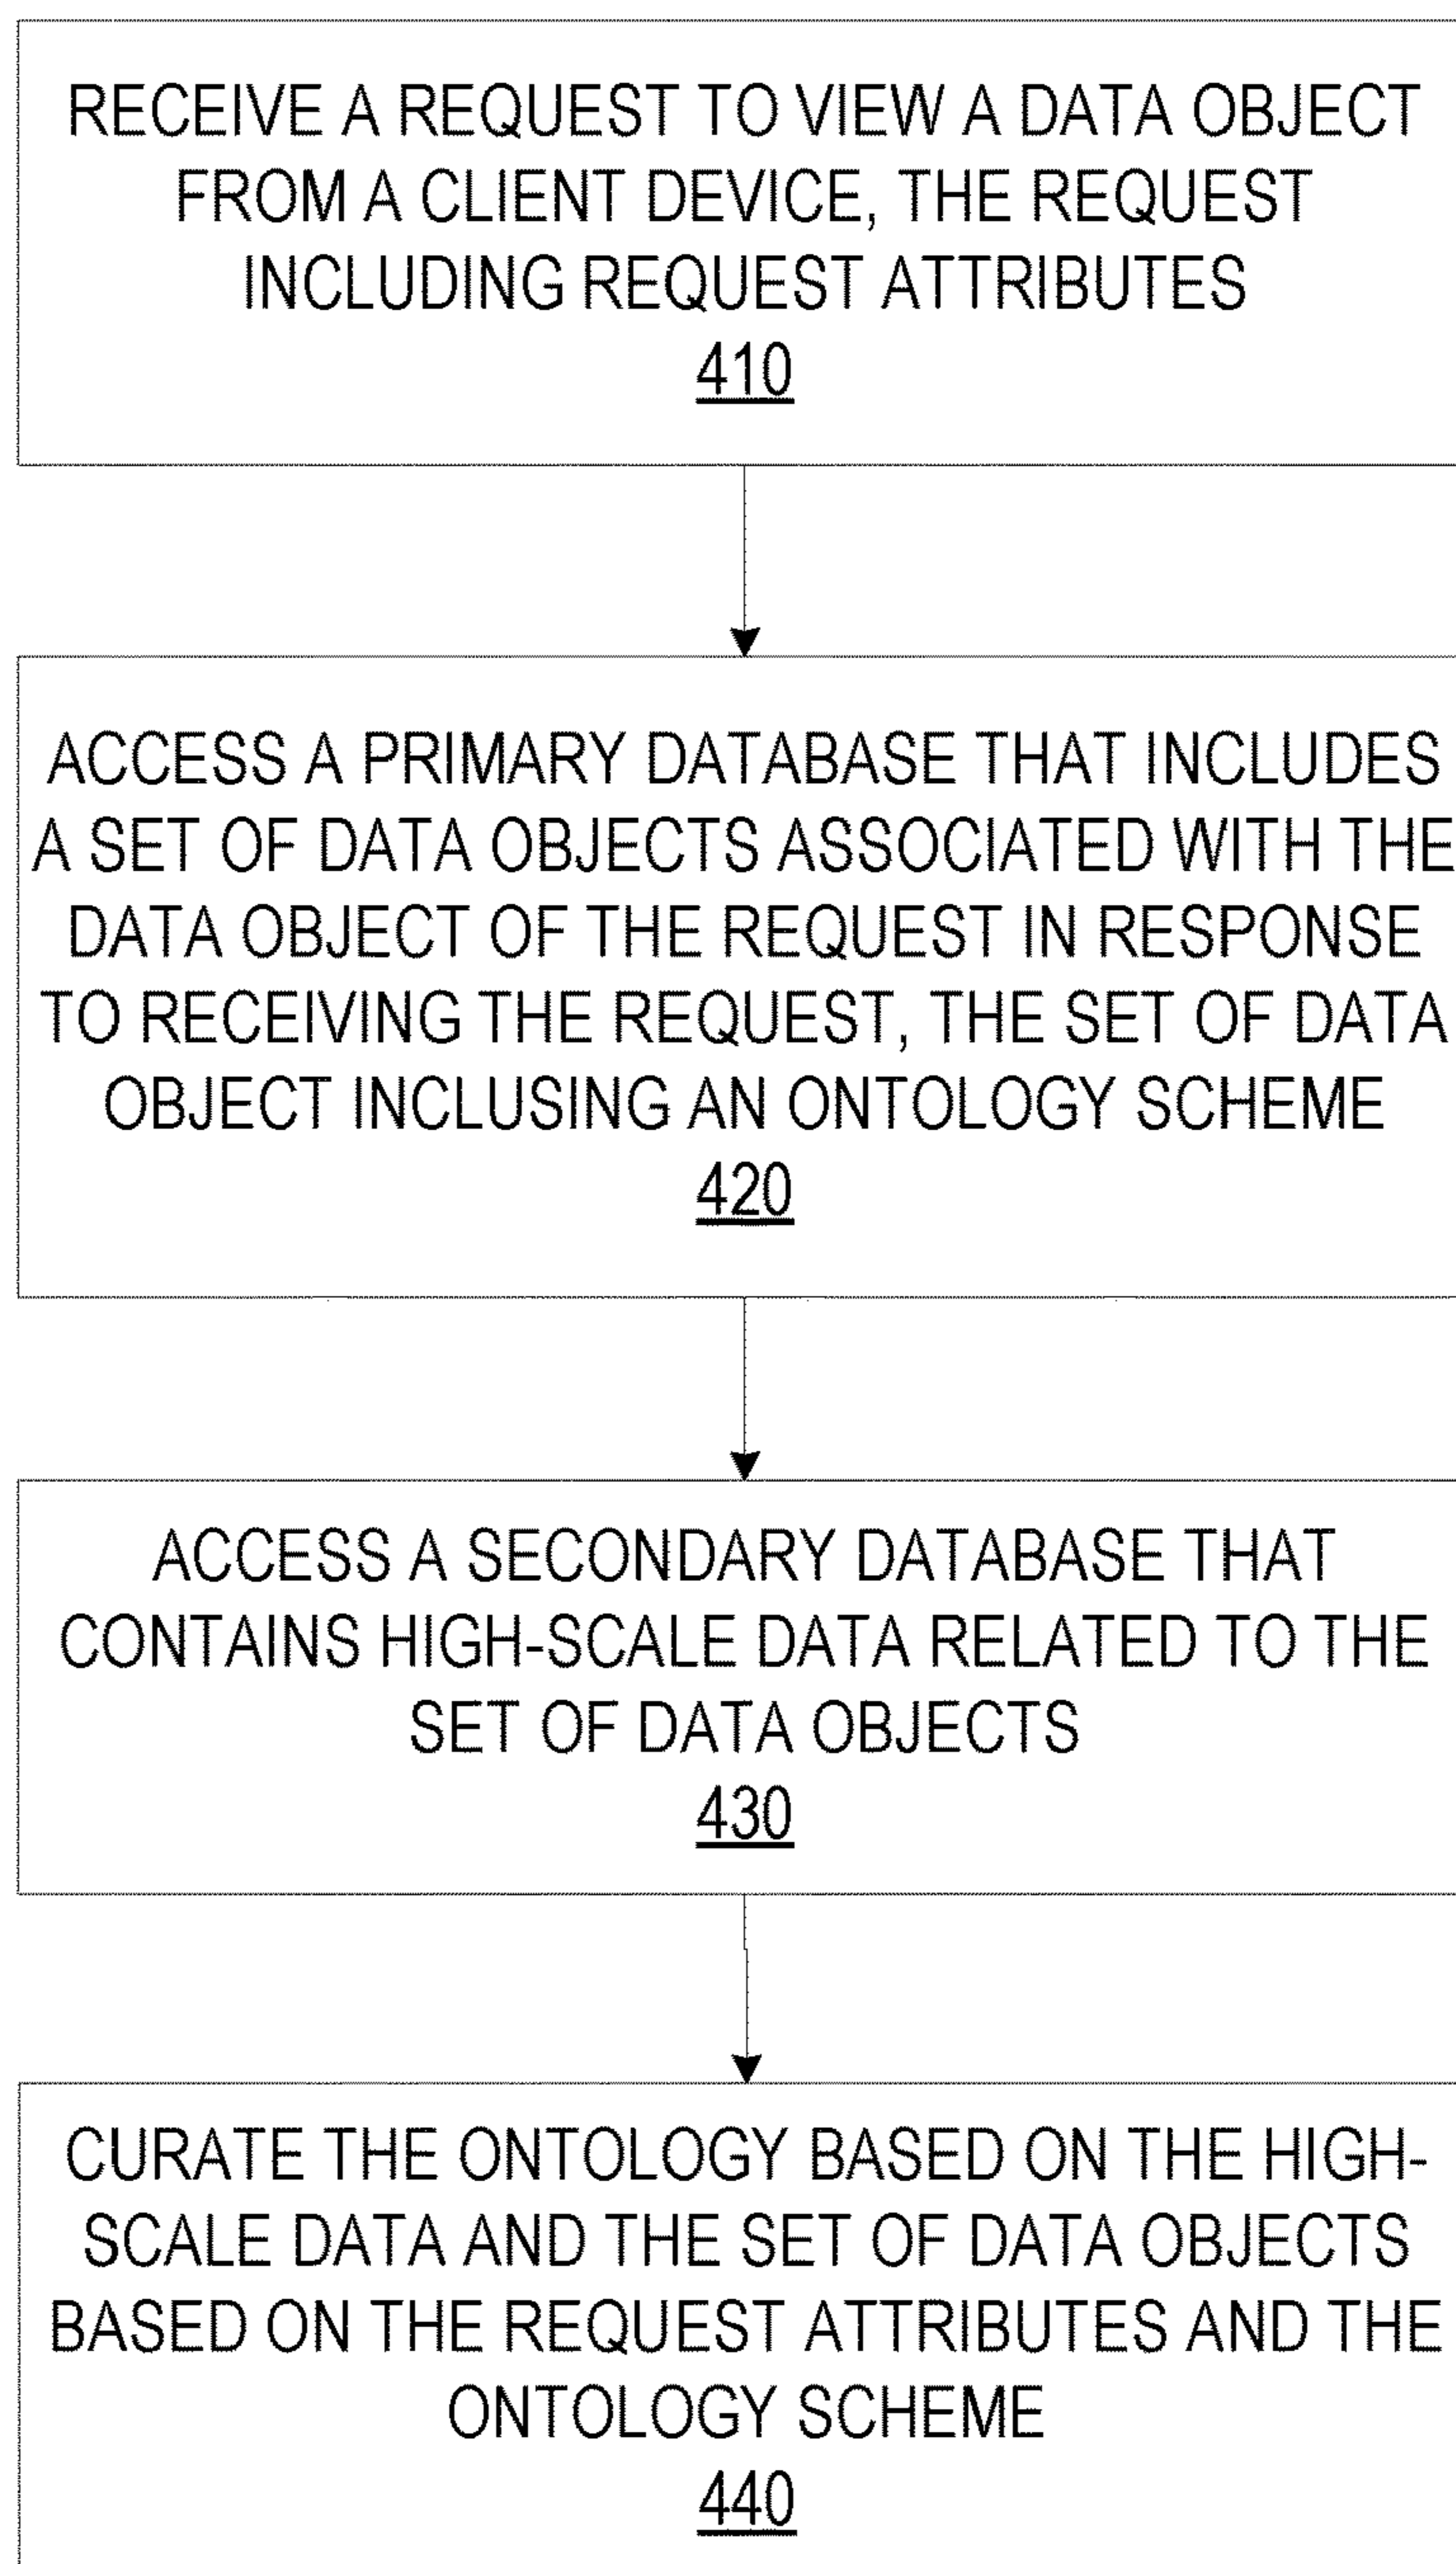 RECEIVE A REQUEST TO VIEW A DATA OBJECT
FROM A CLIENT DEVICE, THE REQUEST
INCLUDING REQUEST ATTRIBUTES
410
ACCESS A PRIMARY DATABASE THAT INCLUDES
A SET OF DATA OBJECTS ASSOCIATED WITH THE
DATA OBJECT OF THE REQUEST IN RESPONSE
TO RECEIVING THE REQUEST, THE SET OF DATA
OBJECT INCLUSING AN ONTOLOGY SCHEME
420
ACCESS A SECONDARY DATABASE THAT
CONTAINS HIGH-SCALE DATA RELATED TO THE
SET OF DATA OBJECTS
430
CURATE THE ONTOLOGY BASED ON THE HIGH-
SCALE DATA AND THE SET OF DATA OBJECTS
BASED ON THE REQUEST ATTRIBUTES AND THE
ONTOLOGY SCHEME
440